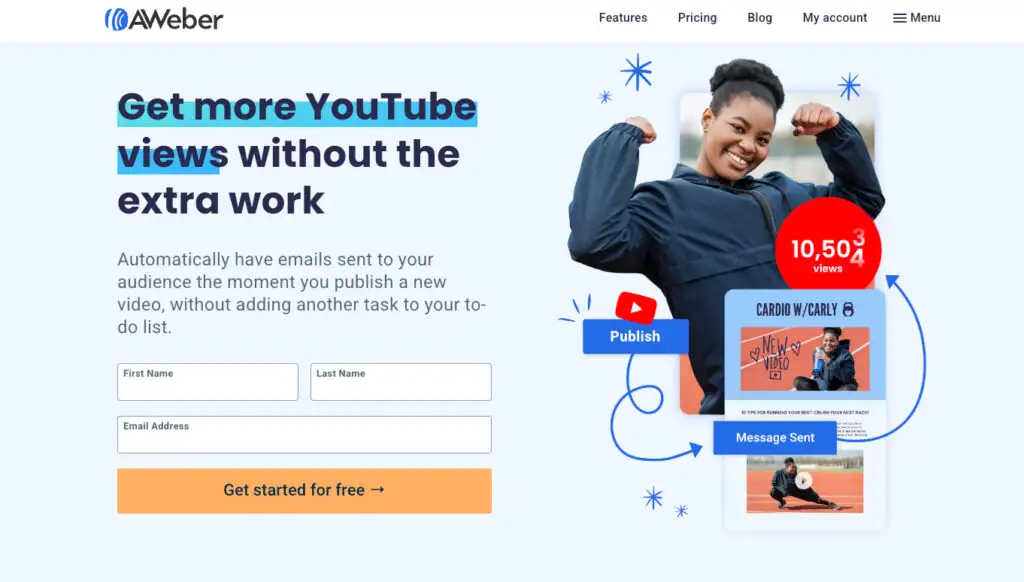 AWeber
Features Pricing Blog My account Menu
Get more YouTube
views without the
extra work
Automatically have emails sent to your
audience the moment you publish a new
video, without adding another task to your to-
do list.
First Name
Last Name
Email Address
Get started for free →
10,503
4
views
Publish
CARDIO W/CARLY
NEW
VIDEO
10 TIPS FOR RUNNING YOUR BEST: CRUSH YOUR NEXT RACE!
Message Sent